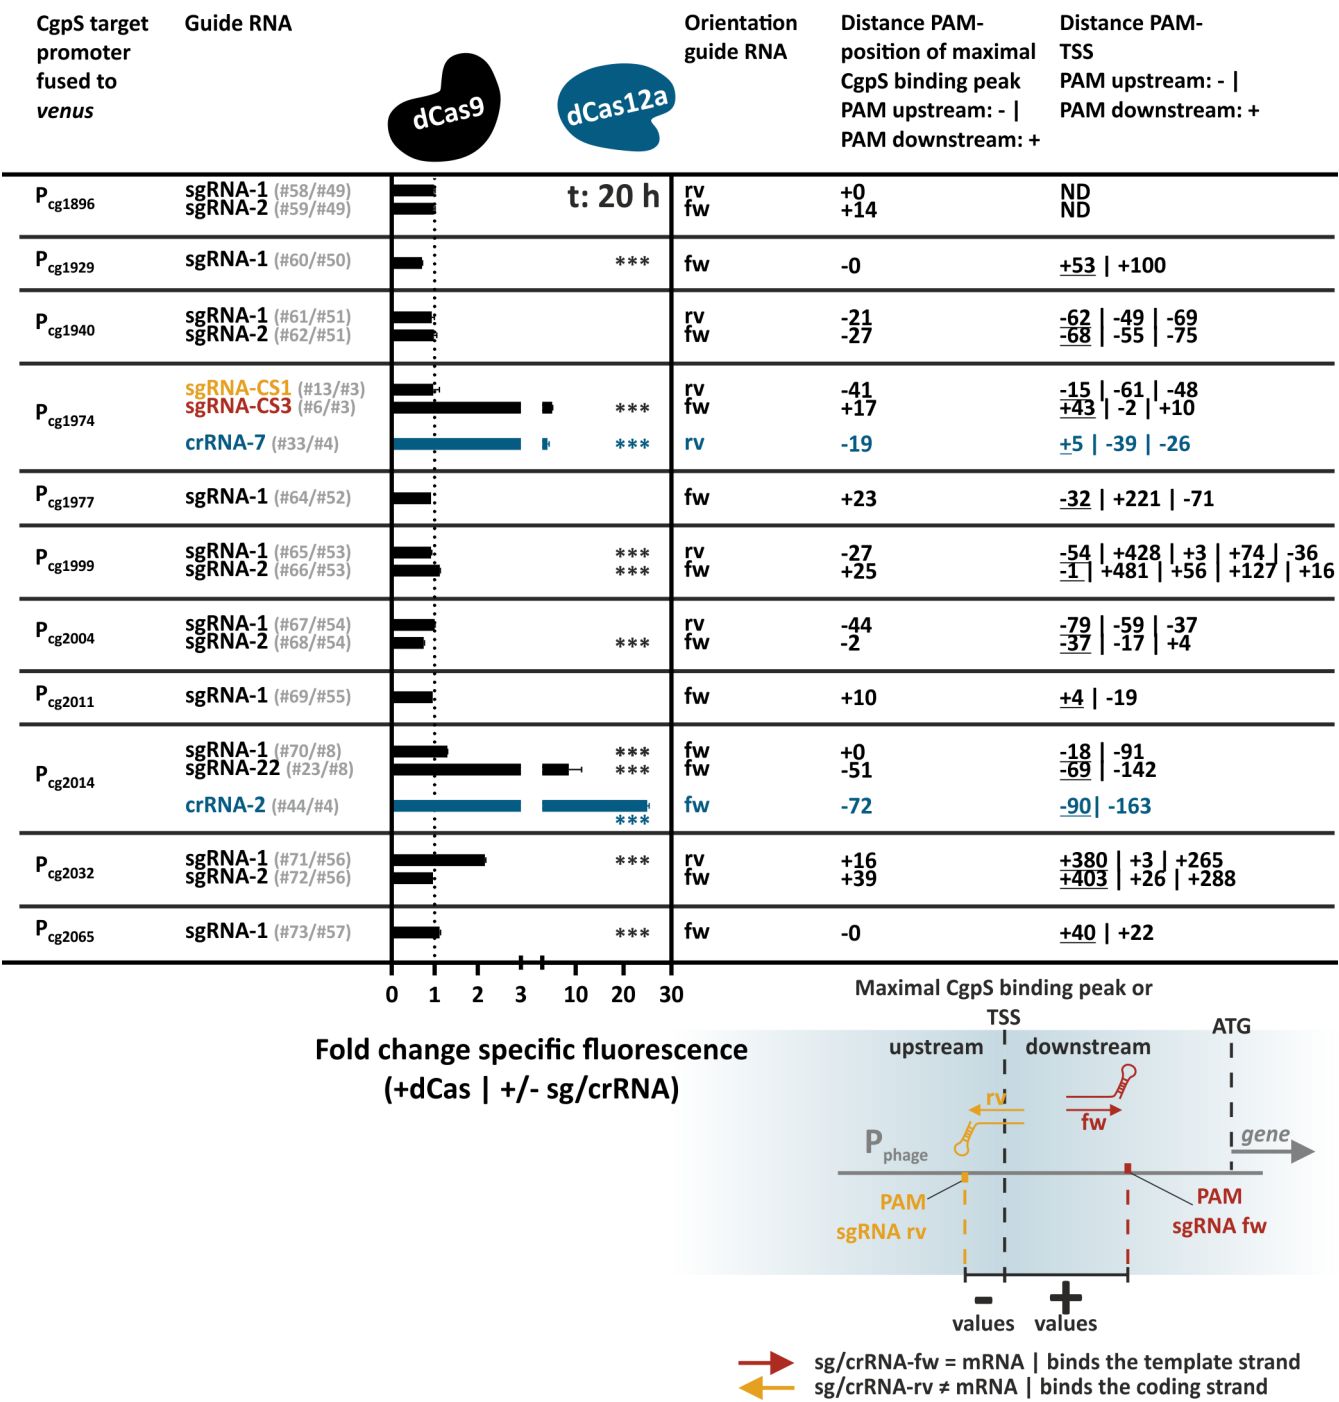 CgpS target promoter fused to venus
Guide RNA
dCas9
dCas12a
Orientation guide RNA
Distance PAM-position of maximal CgpS binding peak PAM upstream: - | PAM downstream: +
Distance PAM-TSS PAM upstream: - | PAM downstream: +
t: 20 h
Pcg1896
sgRNA-1 (#58/#49) rv +0 ND
sgRNA-2 (#59/#49) fw +14 ND
Pcg1929
sgRNA-1 (#60/#50) *** fw -0 +53 | +100
Pcg1940
sgRNA-1 (#61/#51) rv -21 -62 | -49 | -69
sgRNA-2 (#62/#51) fw -27 -68 | -55 | -75
Pcg1974
sgRNA-CS1 (#13/#3) rv -41 -15 | -61 | -48
sgRNA-CS3 (#6/#3) *** fw +17 +43 | -2 | +10
crRNA-7 (#33/#4) *** rv -19 +5 | -39 | -26
Pcg1977
sgRNA-1 (#64/#52) fw +23 -32 | +221 | -71
Pcg1999
sgRNA-1 (#65/#53) *** rv -27 -54 | +428 | +3 | +74 | -36
sgRNA-2 (#66/#53) *** fw +25 -1 | +481 | +56 | +127 | +16
Pcg2004
sgRNA-1 (#67/#54) rv -44 -79 | -59 | -37
sgRNA-2 (#68/#54) *** fw -2 -37 | -17 | +4
Pcg2011
sgRNA-1 (#69/#55) fw +10 +4 | -19
Pcg2014
sgRNA-1 (#70/#8) *** fw +0 -18 | -91
sgRNA-22 (#23/#8) *** fw -51 -69 | -142
crRNA-2 (#44/#4) *** fw -72 -90 | -163
Pcg2032
sgRNA-1 (#71/#56) *** rv +16 +380 | +3 | +265
sgRNA-2 (#72/#56) fw +39 +403 | +26 | +288
Pcg2065
sgRNA-1 (#73/#57) *** fw -0 +40 | +22
0 1 2 3 10 20 30
Fold change specific fluorescence
(+dCas | +/- sg/crRNA)
Maximal CgpS binding peak or
TSS
ATG
upstream downstream
rv
fw
Pphage
gene
PAM
sgRNA rv
PAM
sgRNA fw
- +
values values
sg/crRNA-fw = mRNA | binds the template strand
sg/crRNA-rv ≠ mRNA | binds the coding strand